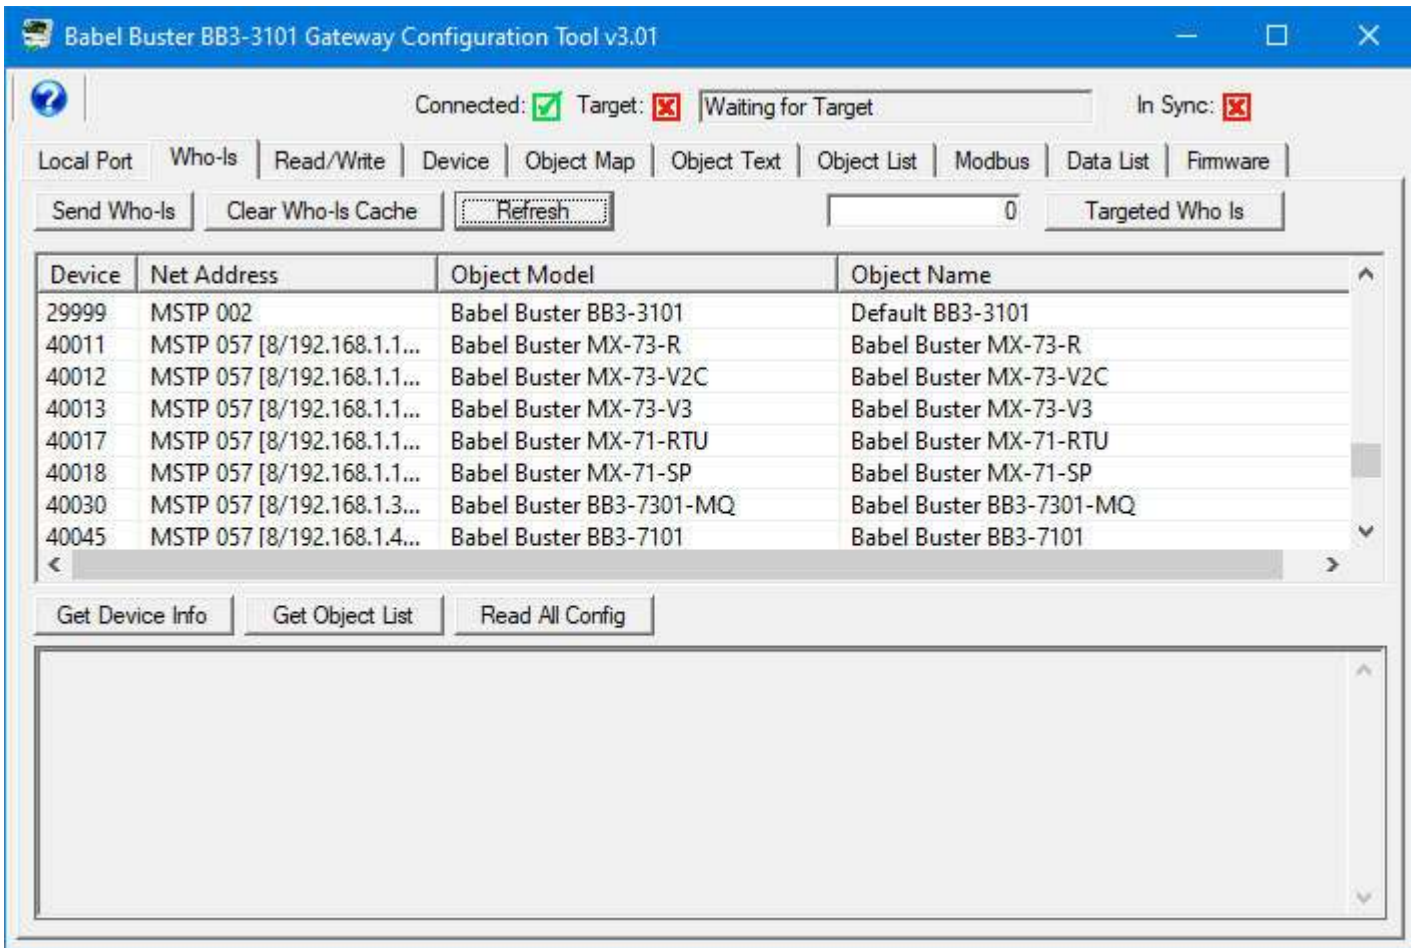 Babel Buster BB3-3101 Gateway Configuration Tool v3.01
Connected: Target: Waiting for Target In Sync:
Local Port Who-Is Read/Write Device Object Map Object Text Object List Modbus Data List Firmware
Send Who-Is Clear Who-Is Cache Refresh 0 Targeted Who Is
Device Net Address Object Model Object Name
29999 MSTP 002 Babel Buster BB3-3101 Default BB3-3101
40011 MSTP 057 [8/192.168.1.1... Babel Buster MX-73-R Babel Buster MX-73-R
40012 MSTP 057 [8/192.168.1.1... Babel Buster MX-73-V2C Babel Buster MX-73-V2C
40013 MSTP 057 [8/192.168.1.1... Babel Buster MX-73-V3 Babel Buster MX-73-V3
40017 MSTP 057 [8/192.168.1.1... Babel Buster MX-71-RTU Babel Buster MX-71-RTU
40018 MSTP 057 [8/192.168.1.1... Babel Buster MX-71-SP Babel Buster MX-71-SP
40030 MSTP 057 [8/192.168.1.3... Babel Buster BB3-7301-MQ Babel Buster BB3-7301-MQ
40045 MSTP 057 [8/192.168.1.4... Babel Buster BB3-7101 Babel Buster BB3-7101
Get Device Info Get Object List Read All Config